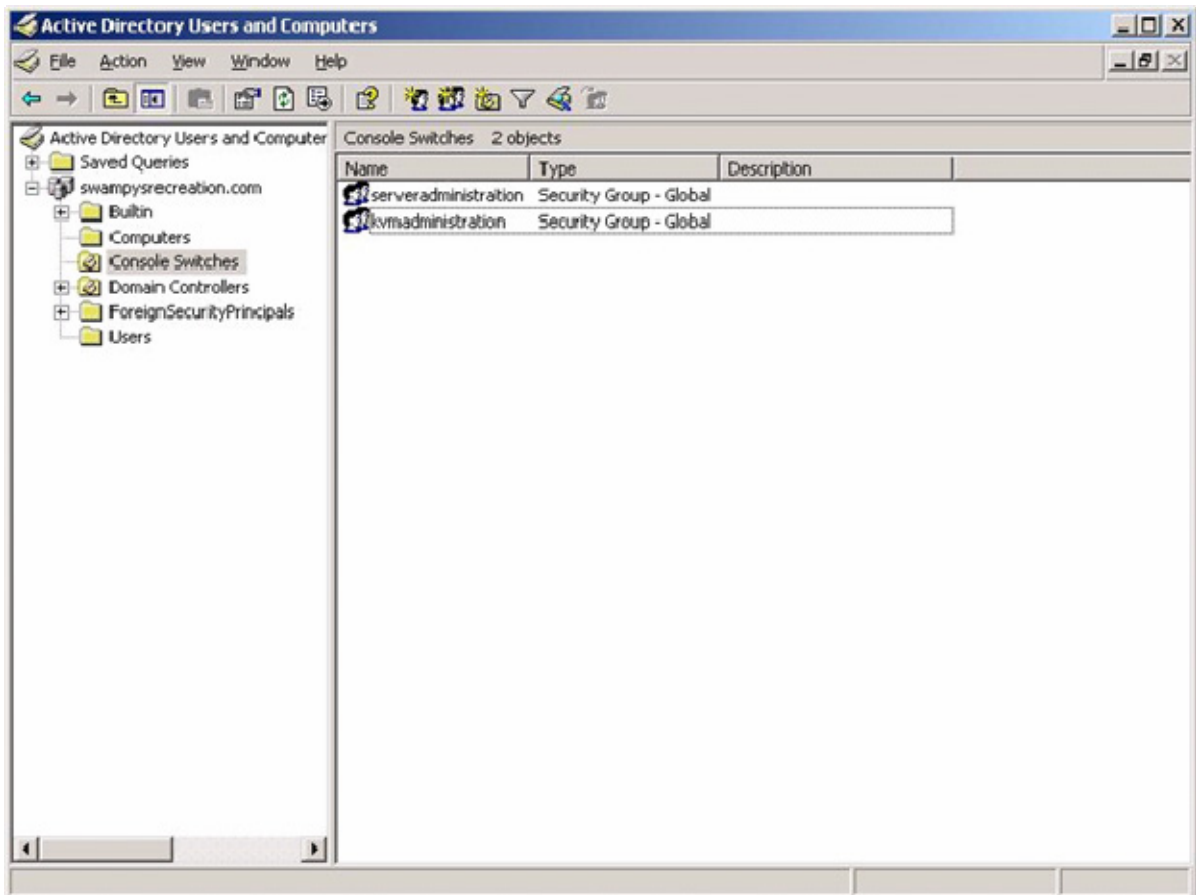 Active Directory Users and Computers
File Action View Window Help
Active Directory Users and Computer
Saved Queries
swampysrecreation.com
Builtin
Computers
Console Switches
Domain Controllers
ForeignSecurityPrincipals
Users
Console Switches 2 objects
Name Type Description
serveradministration Security Group - Global
kvmadministration Security Group - Global